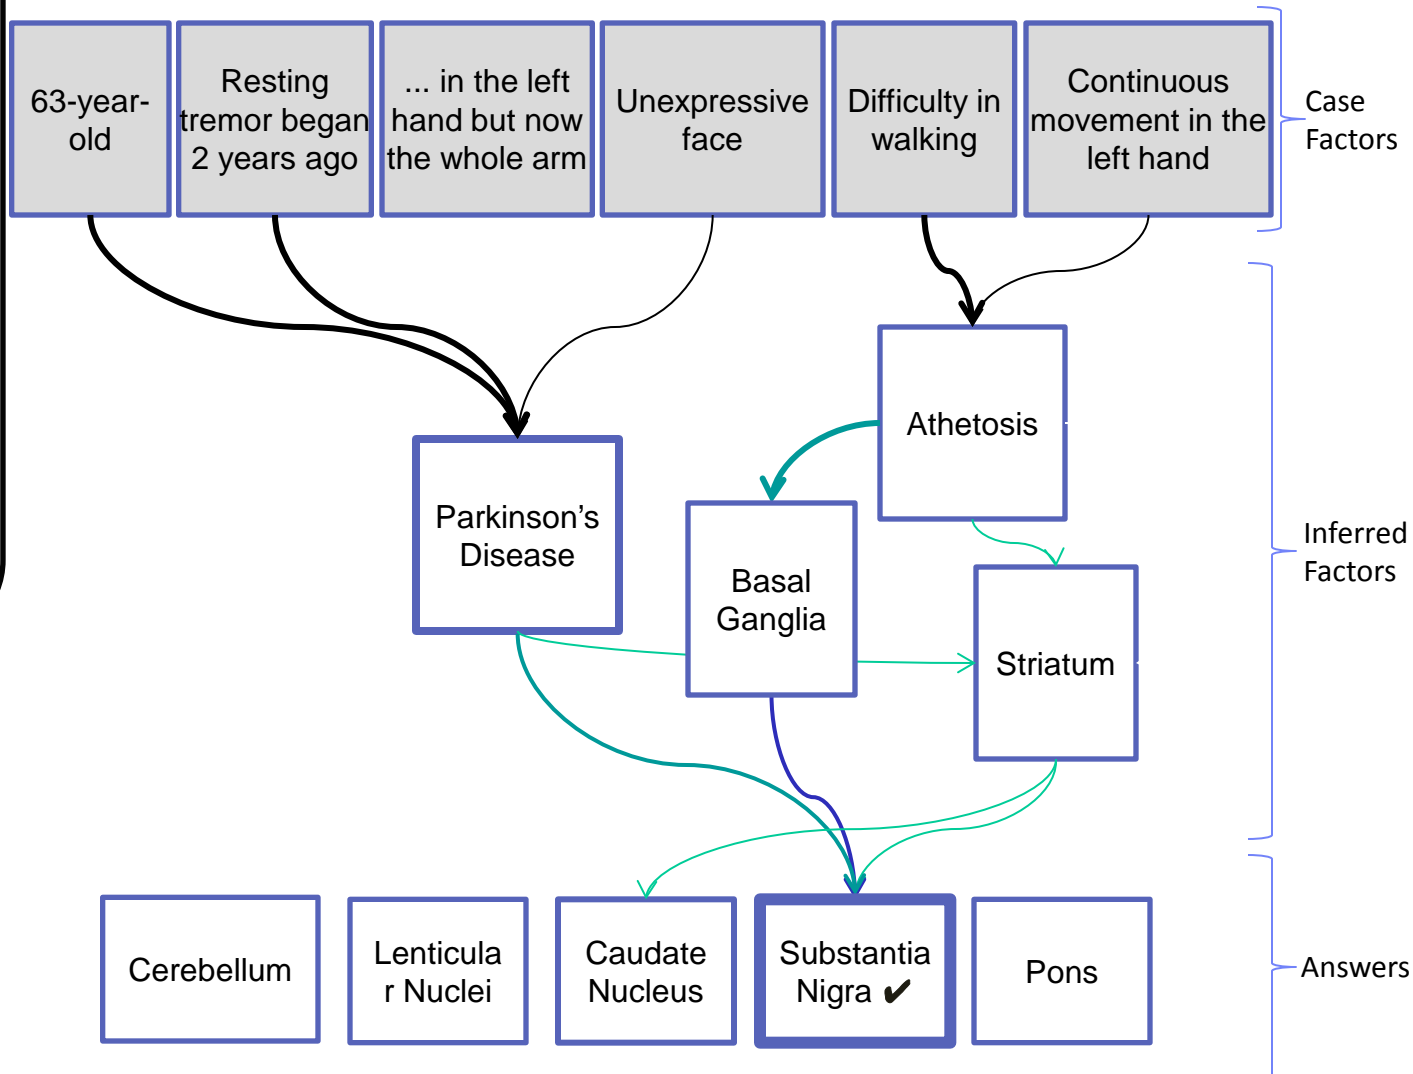 63-year-
old
Resting
tremor began
2 years ago
... in the left
hand but now
the whole arm
Unexpressive
face
Difficulty in
walking
Continuous
movement in the
left hand
Case
Factors
Athetosis
Parkinson’s
Disease
Basal
Ganglia
Striatum
Inferred
Factors
Cerebellum
Lenticula
r Nuclei
Caudate
Nucleus
Substantia
Nigra ✔
Pons
Answers